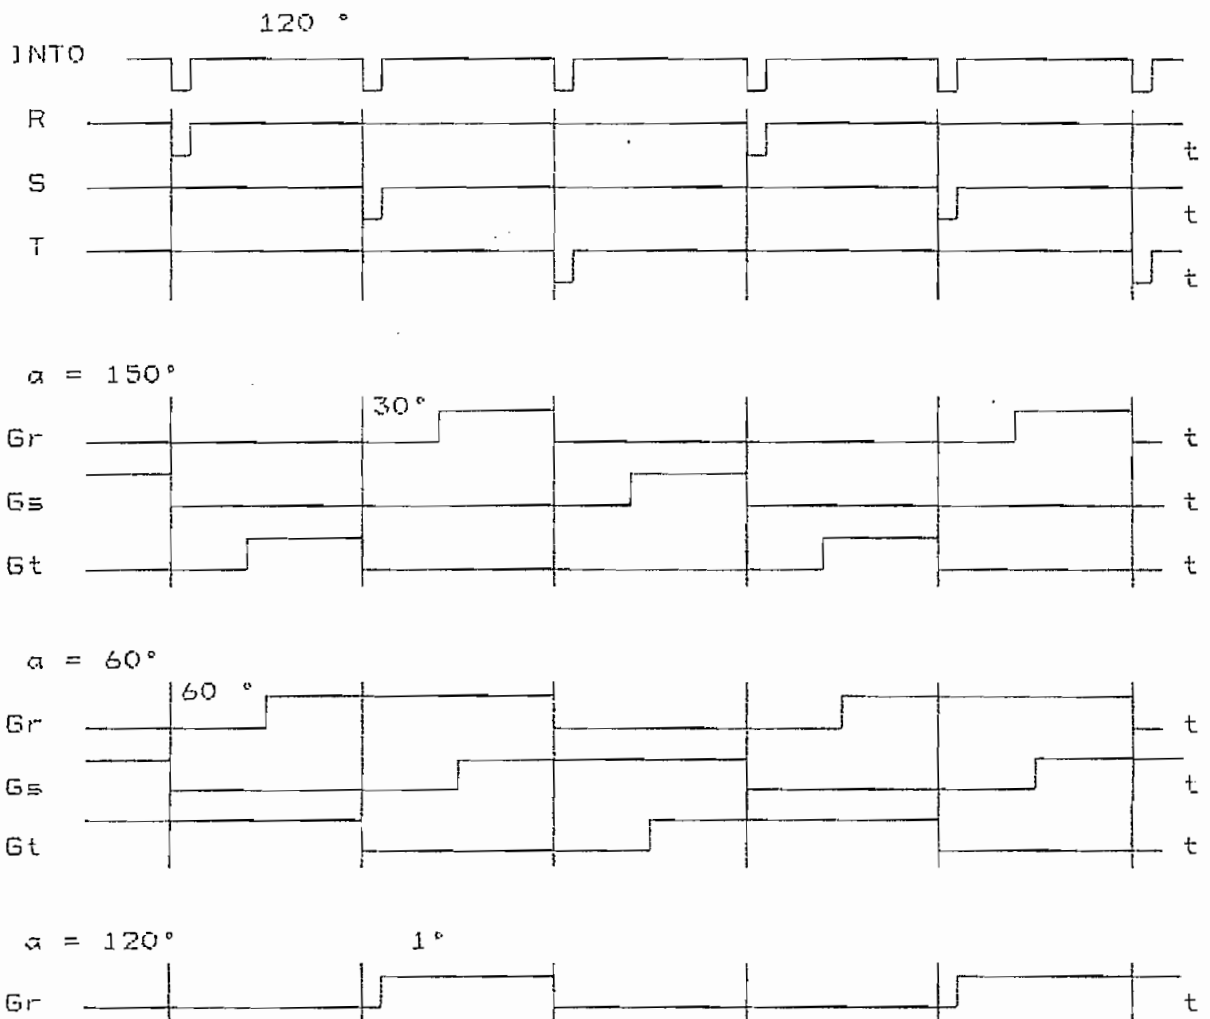 120 °
INTO
R
t
S
t
T
t
α = 150°
30°
Gr
t
Gs
t
Gt
t
α = 60°
60 °
Gr
t
Gs
t
Gt
t
α = 120°
1°
Gr
t